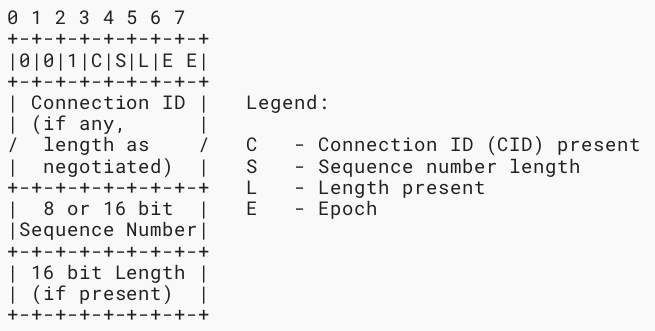 0 1 2 3 4 5 6 7
+-+-+-+-+-+-+-+-+
|0|0|1|C|S|L|E E|
+-+-+-+-+-+-+-+-+
| Connection ID |   Legend:
| (if any,      |
/  length as    /   C   - Connection ID (CID) present
|  negotiated)  |   S   - Sequence number length
+-+-+-+-+-+-+-+-+   L   - Length present
|  8 or 16 bit  |   E   - Epoch
|Sequence Number|
+-+-+-+-+-+-+-+-+
| 16 bit Length |
| (if present)  |
+-+-+-+-+-+-+-+-+